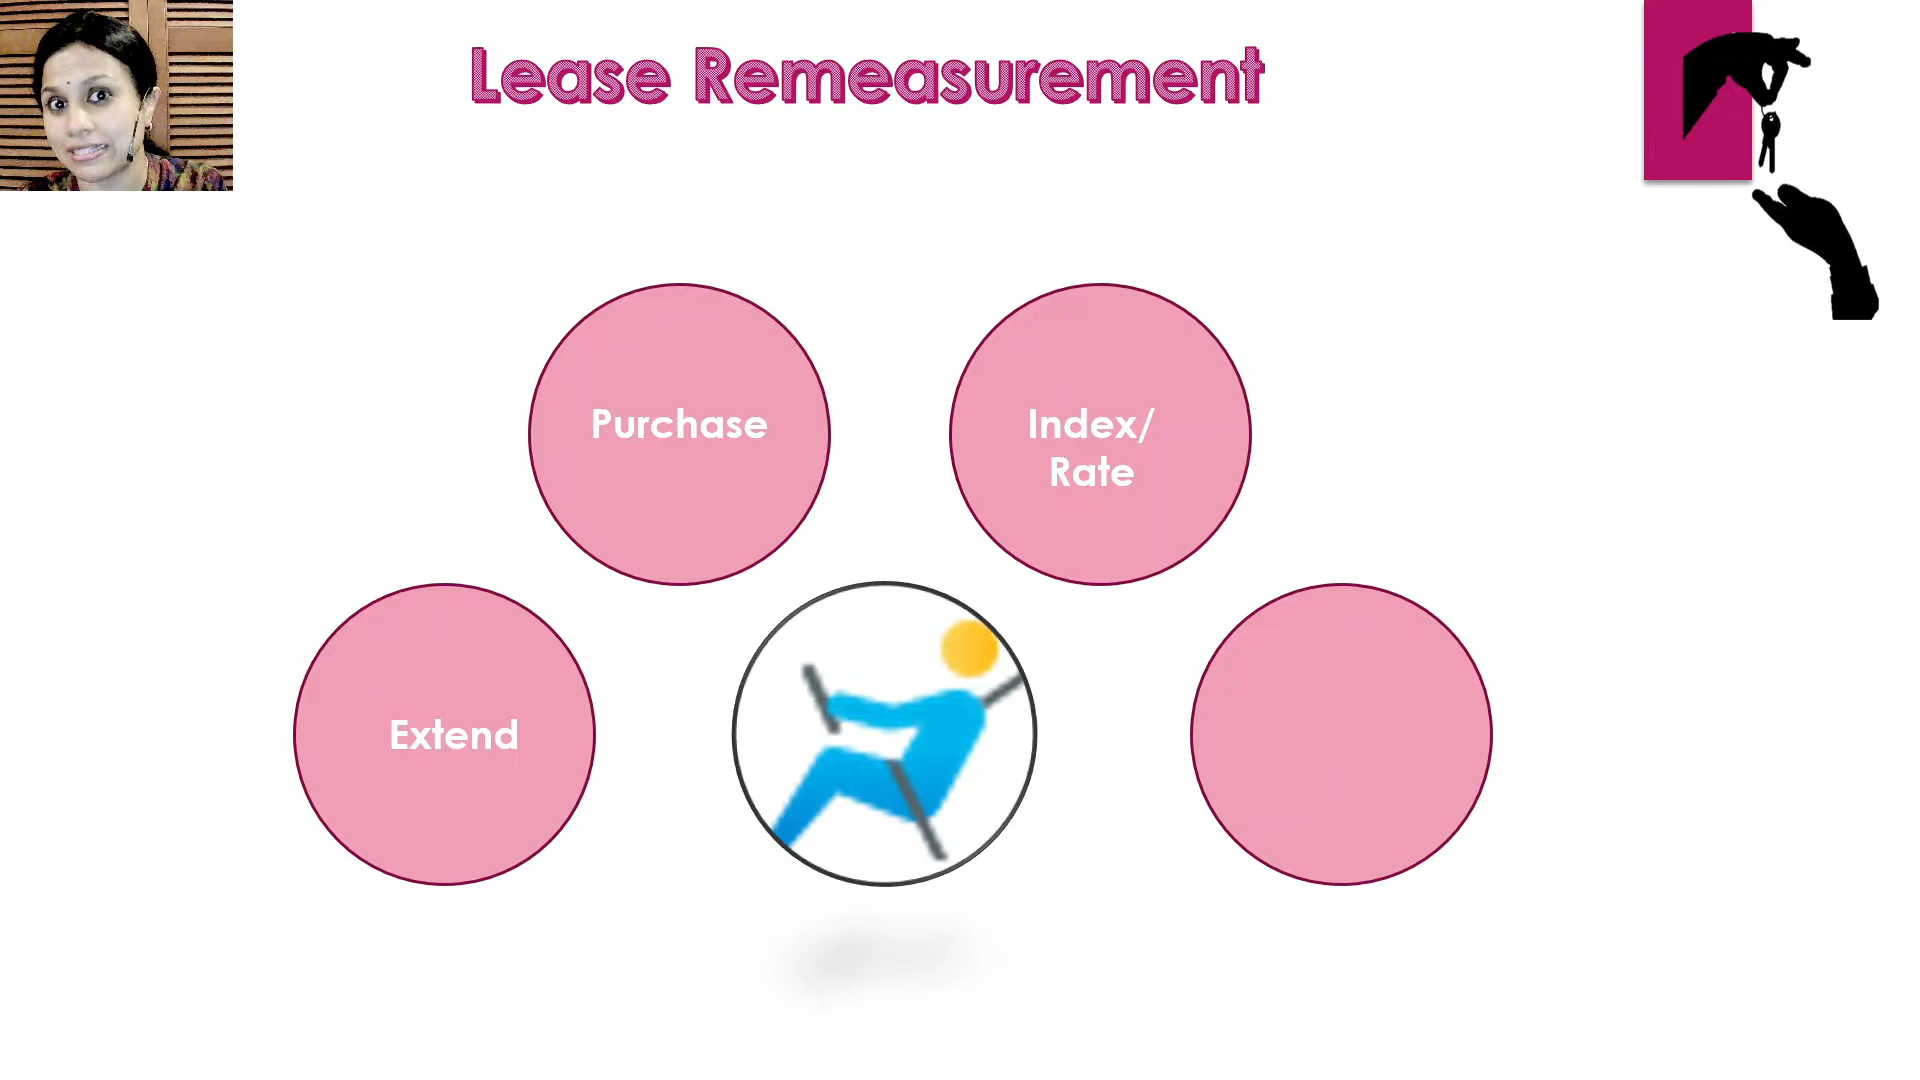 Lease Remeasurement
Purchase
Index/
Rate
Extend